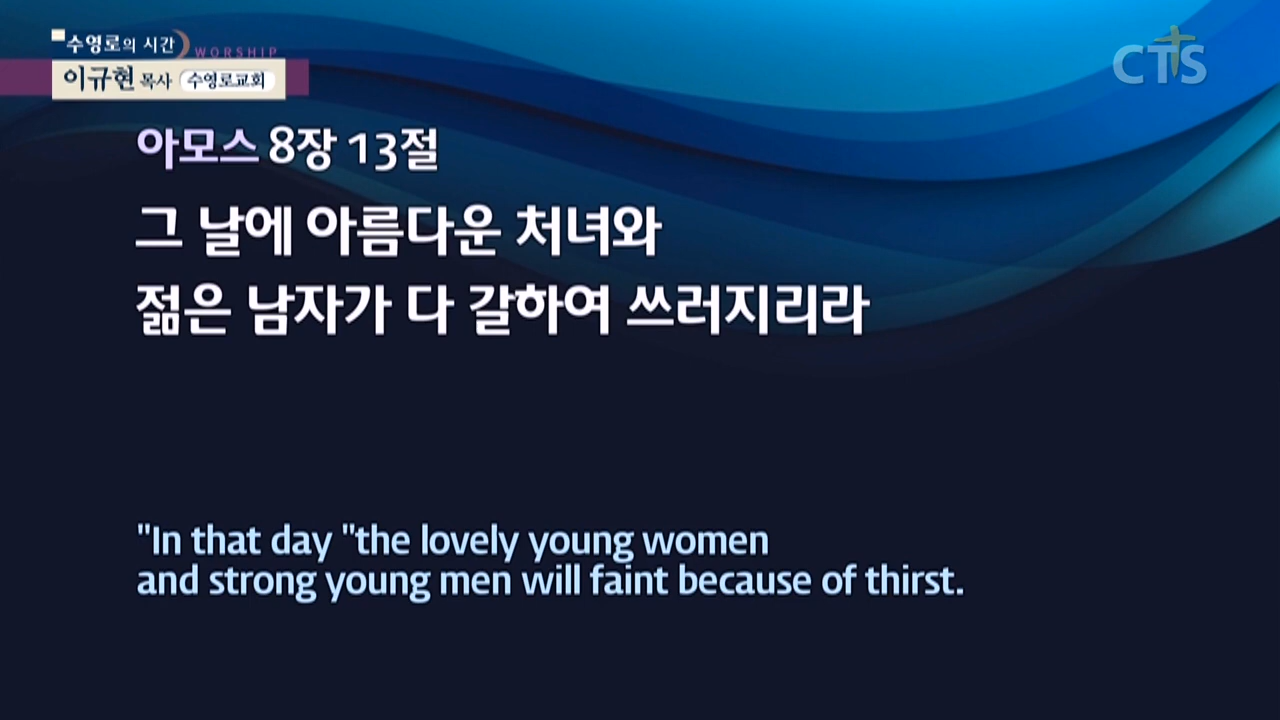 수영로의 시간
WORSHIP
이규현 목사 수영로교회
CTS
아모스 8장 13절
그 날에 아름다운 처녀와
젊은 남자가 다 갈하여 쓰러지리라
"In that day "the lovely young women
and strong young men will faint because of thirst.